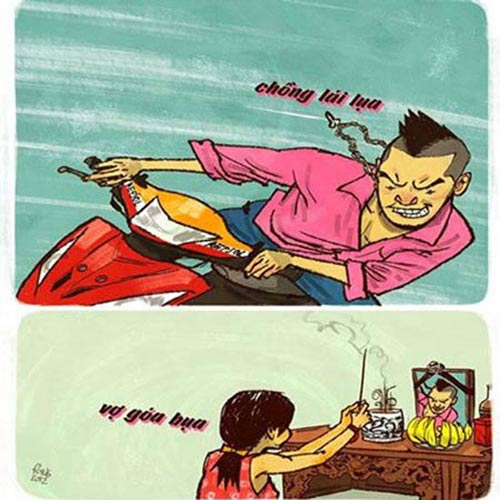 chồng lái lụa
vợ góa bụa